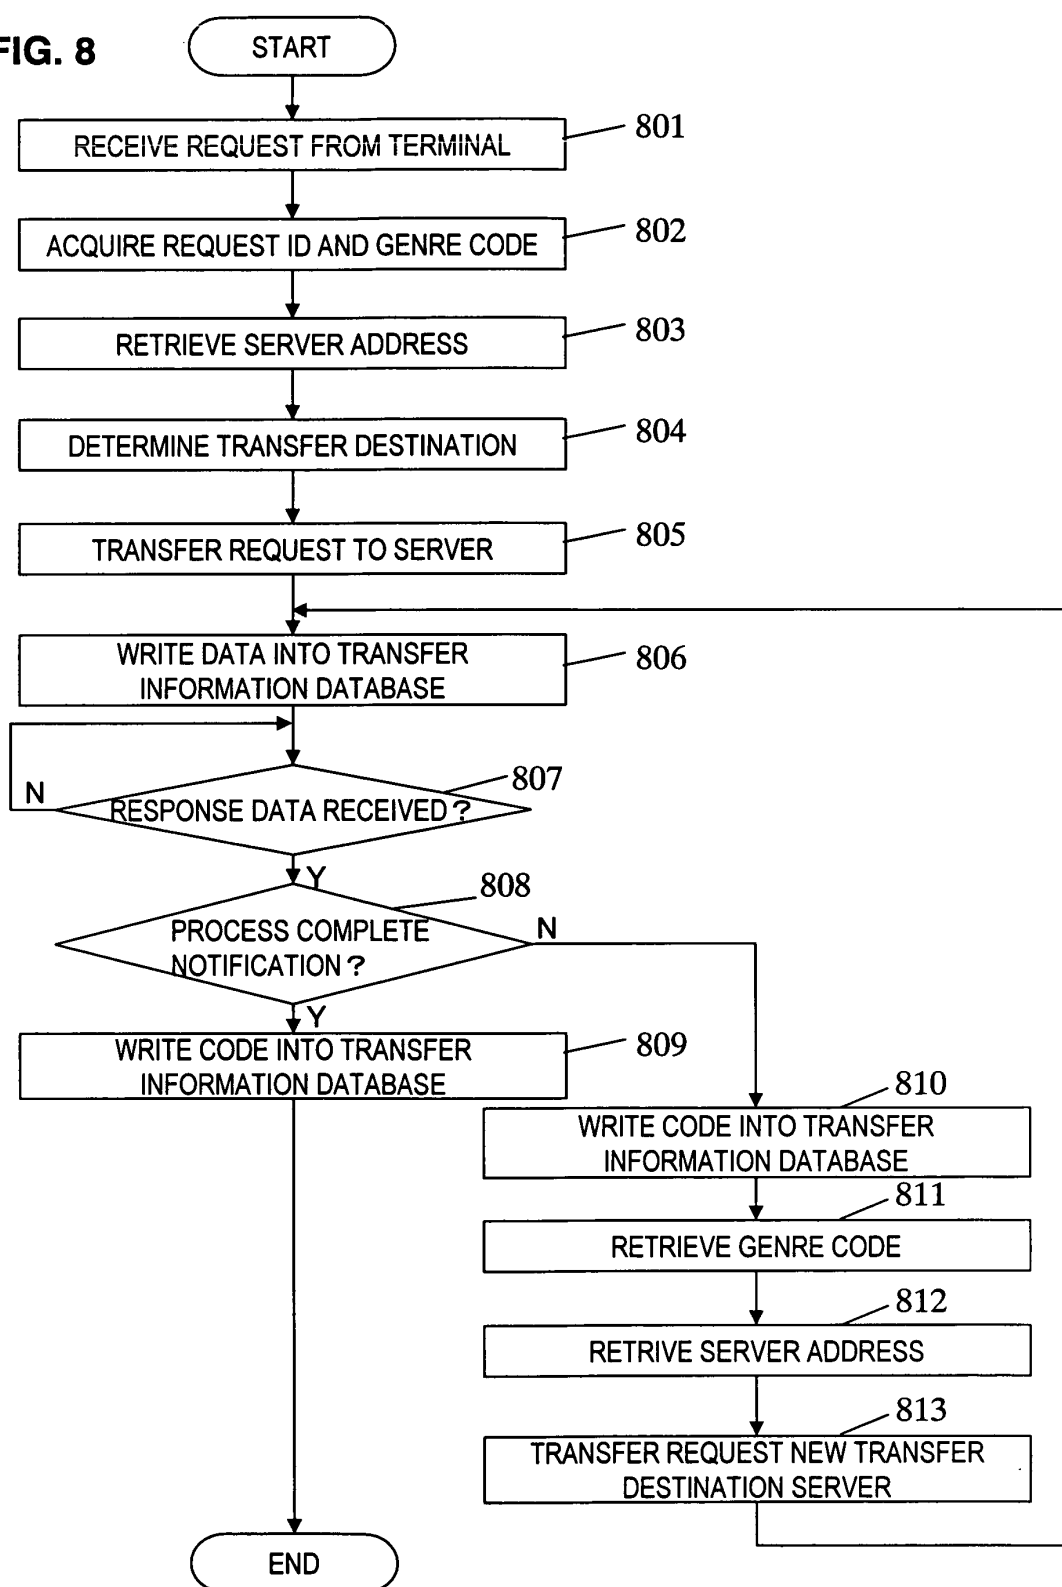 FIG. 8
START
RECEIVE REQUEST FROM TERMINAL
801
ACQUIRE REQUEST ID AND GENRE CODE
802
RETRIEVE SERVER ADDRESS
803
DETERMINE TRANSFER DESTINATION
804
TRANSFER REQUEST TO SERVER
805
WRITE DATA INTO TRANSFER
INFORMATION DATABASE
806
807
N
RESPONSE DATA RECEIVED?
Y
808
PROCESS COMPLETE
NOTIFICATION?
N
Y
WRITE CODE INTO TRANSFER
INFORMATION DATABASE
809
810
WRITE CODE INTO TRANSFER
INFORMATION DATABASE
811
RETRIEVE GENRE CODE
812
RETRIVE SERVER ADDRESS
813
TRANSFER REQUEST NEW TRANSFER
DESTINATION SERVER
END